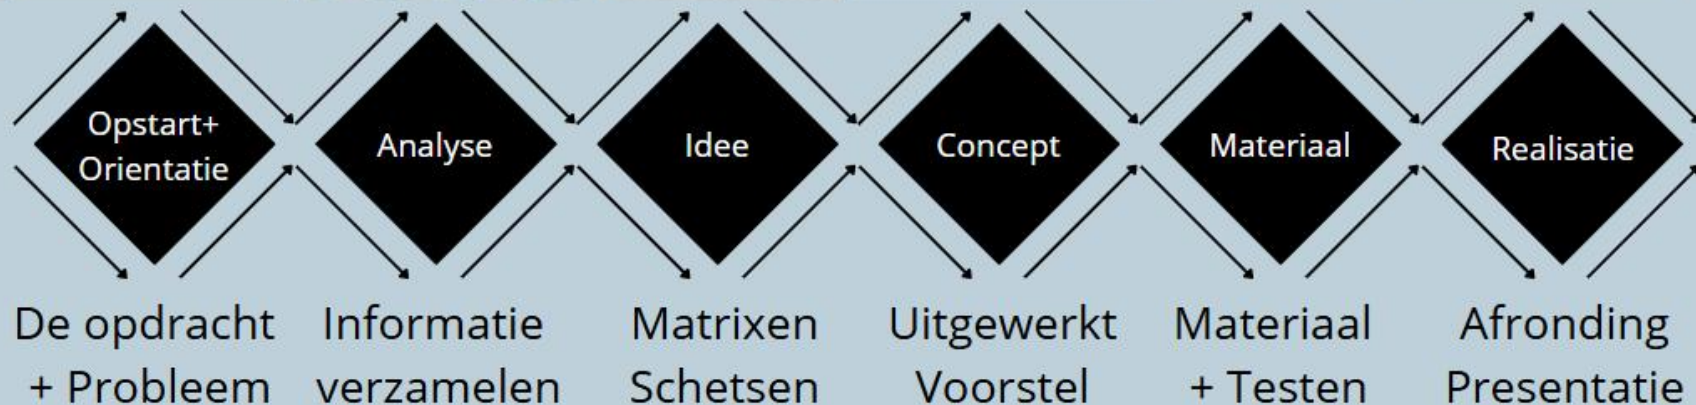 Opstart+
Orientatie
Analyse
Idee
Concept
Materiaal
Realisatie
De opdracht
+ Probleem
Informatie
verzamelen
Matrixen
Schetsen
Uitgewerkt
Voorstel
Materiaal
+ Testen
Afronding
Presentatie